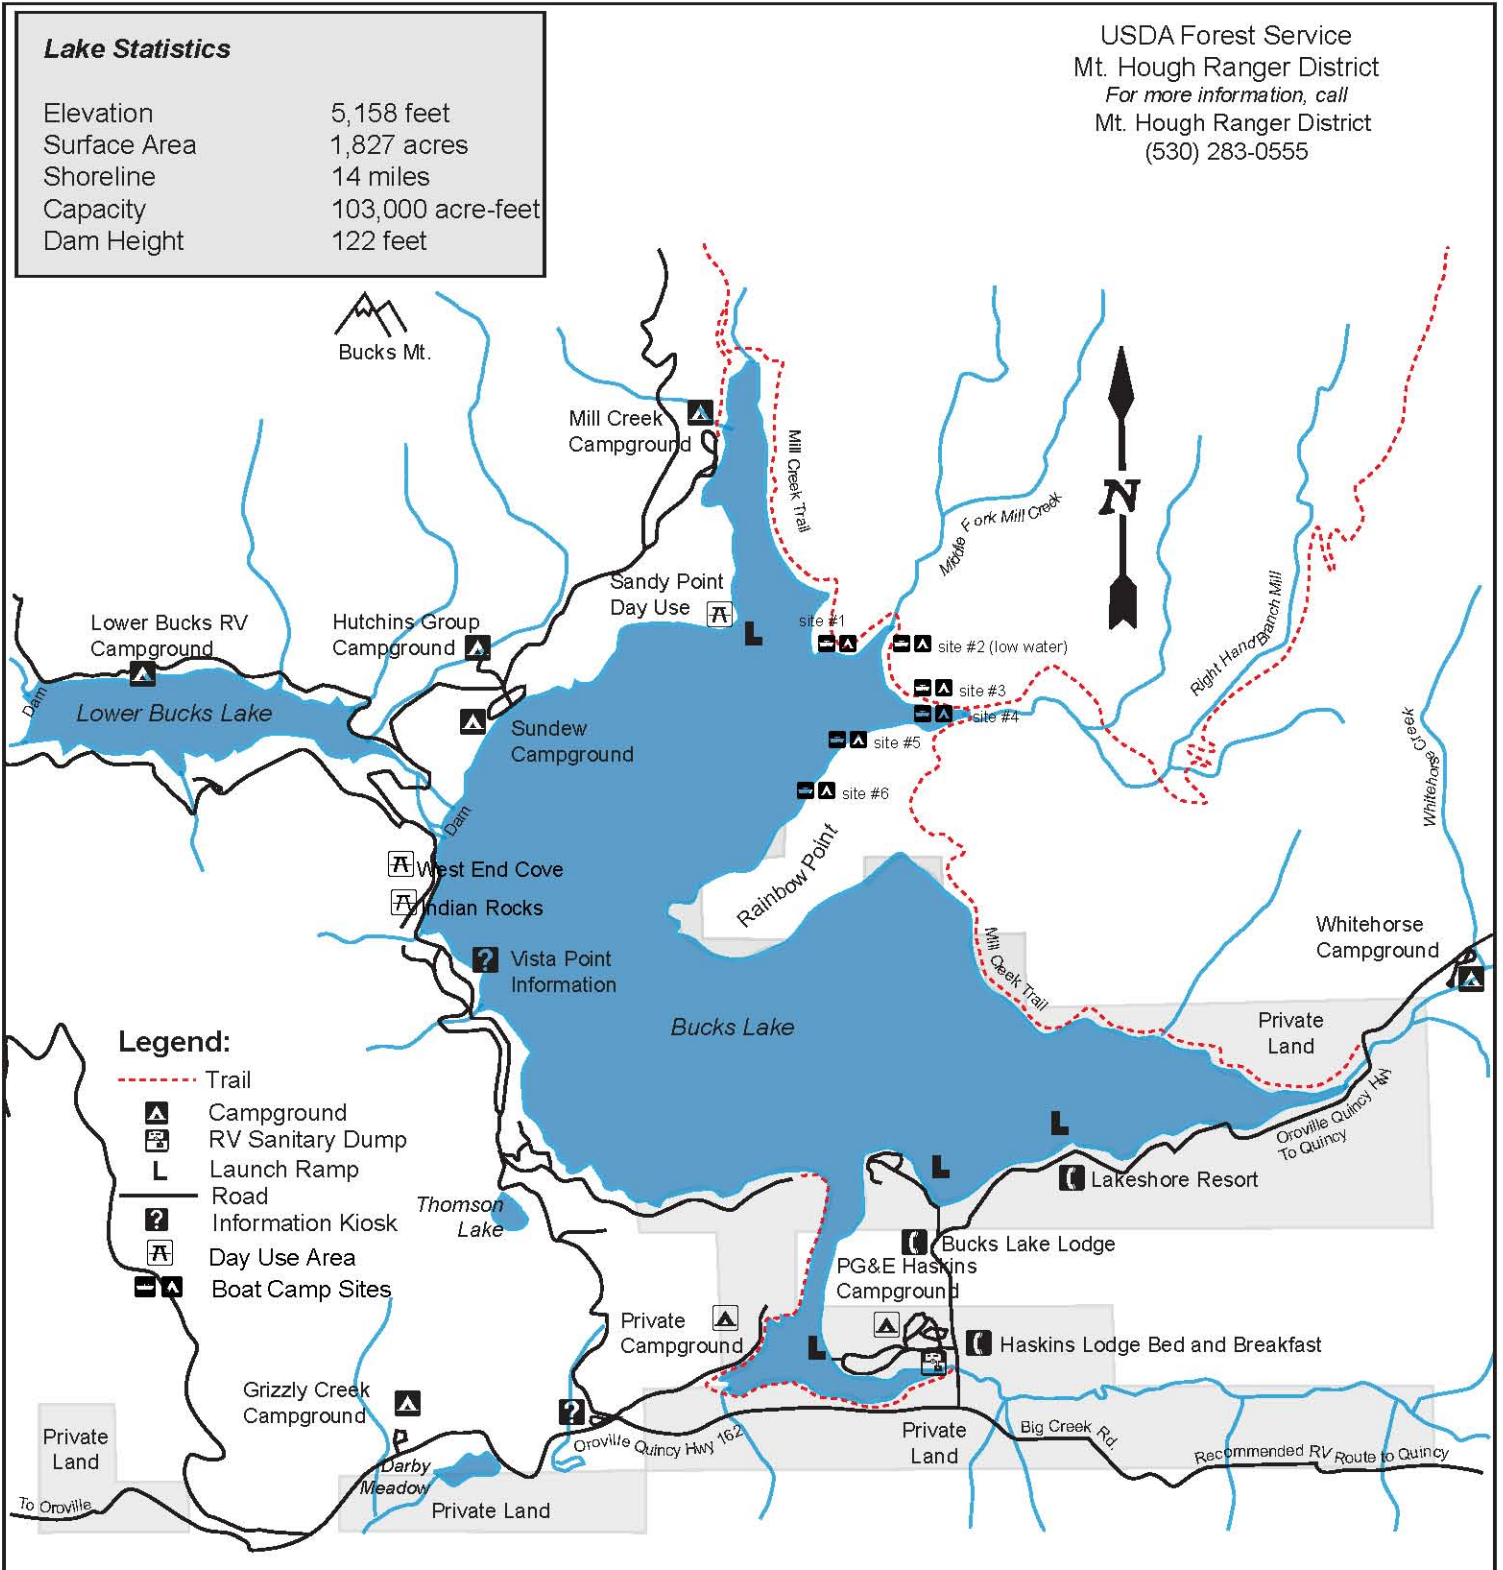 Lake Statistics
Elevation 5,158 feet
Surface Area 1,827 acres
Shoreline 14 miles
Capacity 103,000 acre-feet
Dam Height 122 feet
USDA Forest Service
Mt. Hough Ranger District
For more information, call
Mt. Hough Ranger District
(530) 283-0555
Bucks Mt.
Mill Creek
Campground
Mill Creek Trail
Middle Fork Mill Creek
N
Sandy Point
Day Use
L
Lower Bucks RV
Campground
Hutchins Group
Campground
site #1
site #2 (low water)
site #3
site #4
site #5
site #6
Right Hand Branch Mill
Whitehorse Creek
Dam
Lower Bucks Lake
Sundew
Campground
Dam
West End Cove
Indian Rocks
Rainbow Point
Mill Creek Trail
Whitehorse
Campground
?
Vista Point
Information
Bucks Lake
Private
Land
Legend:
Trail
Campground
RV Sanitary Dump
L Launch Ramp
Road
? Information Kiosk
Day Use Area
Boat Camp Sites
L
Oroville Quincy Hwy
To Quincy
L
Lakeshore Resort
Thomson
Lake
Bucks Lake Lodge
PG&E Haskins
Campground
Private
Campground
L
Haskins Lodge Bed and Breakfast
Grizzly Creek
Campground
?
Oroville Quincy Hwy 162
Private
Land
Big Creek Rd.
Recommended RV Route to Quincy
Private
Land
Darby
Meadow
Private Land
To Oroville